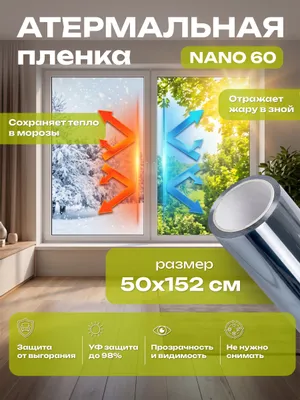 АТЕРМАЛЬНАЯ
пленка
NANO 60
Сохраняет тепло
в морозы
Отражает
жару в зной
размер
50х152 см
Защита
от выгорания
УФ защита
до 98%
Прозрачность
и видимость
Не нужно
снимать